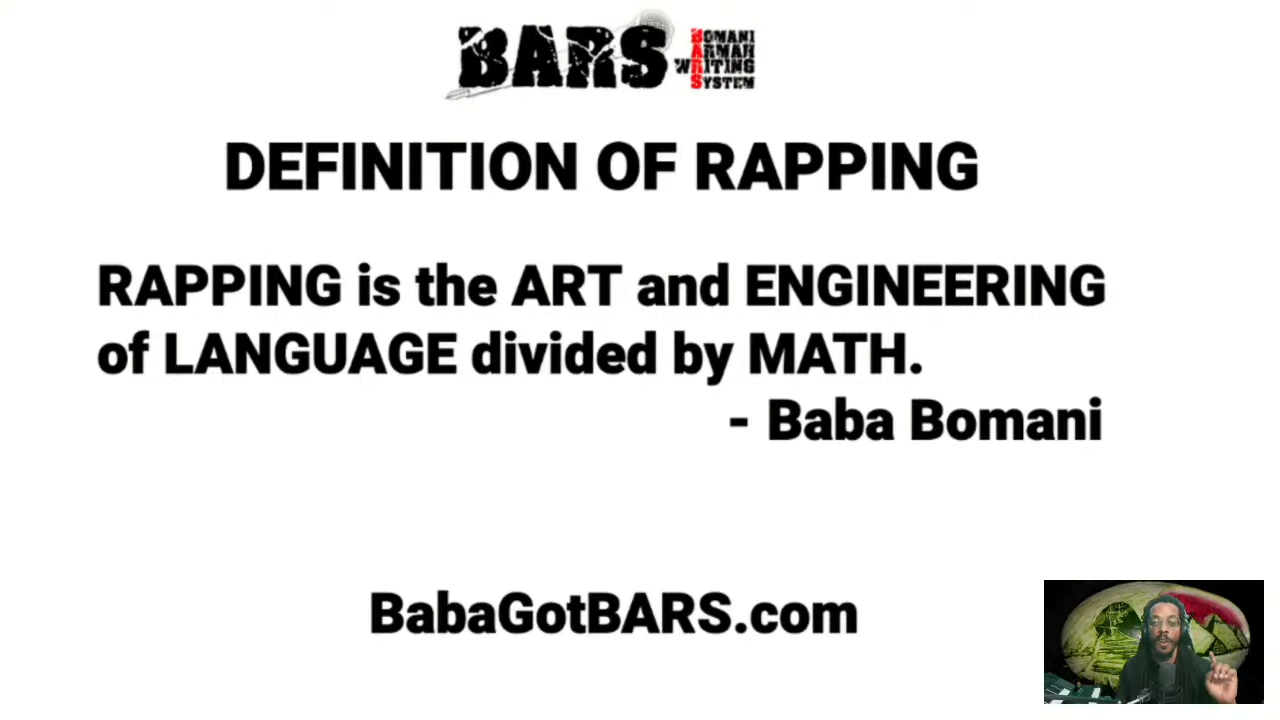 BARS
BOMANI
ARMAH
WRITING
SYSTEM
DEFINITION OF RAPPING
RAPPING is the ART and ENGINEERING
of LANGUAGE divided by MATH.
- Baba Bomani
BabaGotBARS.com